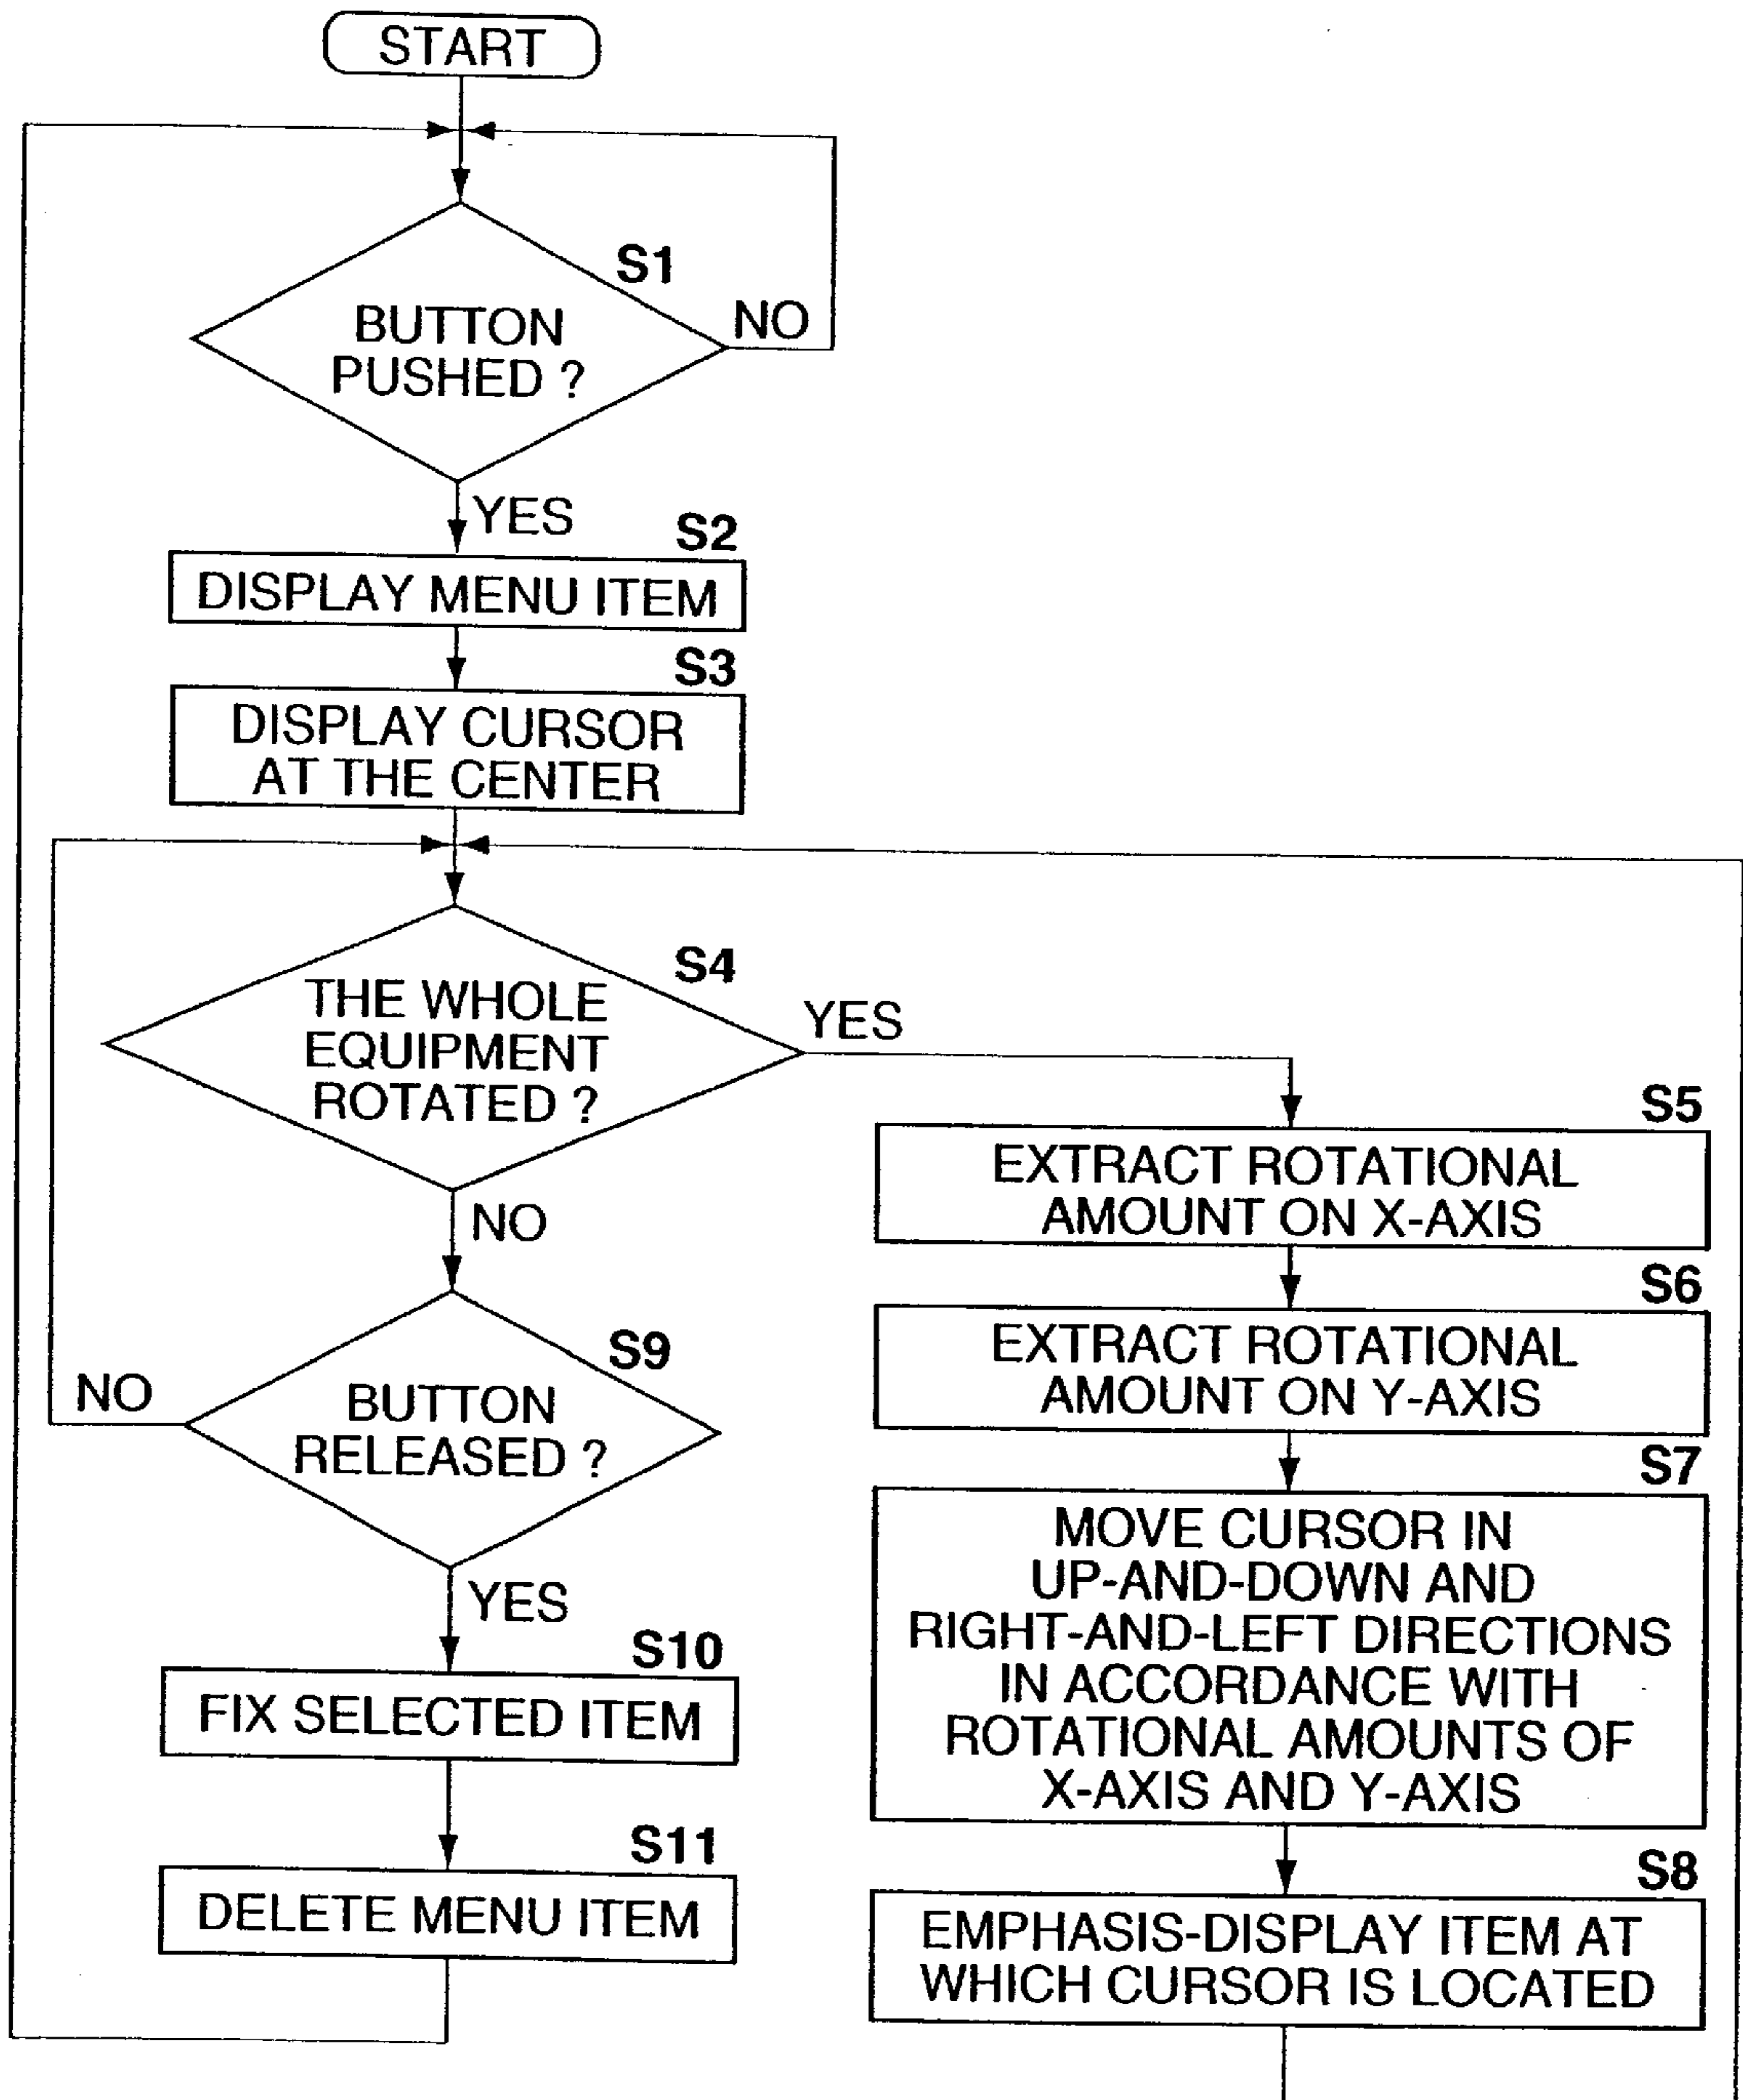 START
S1
BUTTON
PUSHED ?
NO
YES
S2
DISPLAY MENU ITEM
S3
DISPLAY CURSOR
AT THE CENTER
S4
THE WHOLE
EQUIPMENT
ROTATED ?
YES
NO
S5
EXTRACT ROTATIONAL
AMOUNT ON X-AXIS
S6
EXTRACT ROTATIONAL
AMOUNT ON Y-AXIS
S7
MOVE CURSOR IN
UP-AND-DOWN AND
RIGHT-AND-LEFT DIRECTIONS
IN ACCORDANCE WITH
ROTATIONAL AMOUNTS OF
X-AXIS AND Y-AXIS
S8
EMPHASIS-DISPLAY ITEM AT
WHICH CURSOR IS LOCATED
S9
BUTTON
RELEASED ?
NO
YES
S10
FIX SELECTED ITEM
S11
DELETE MENU ITEM